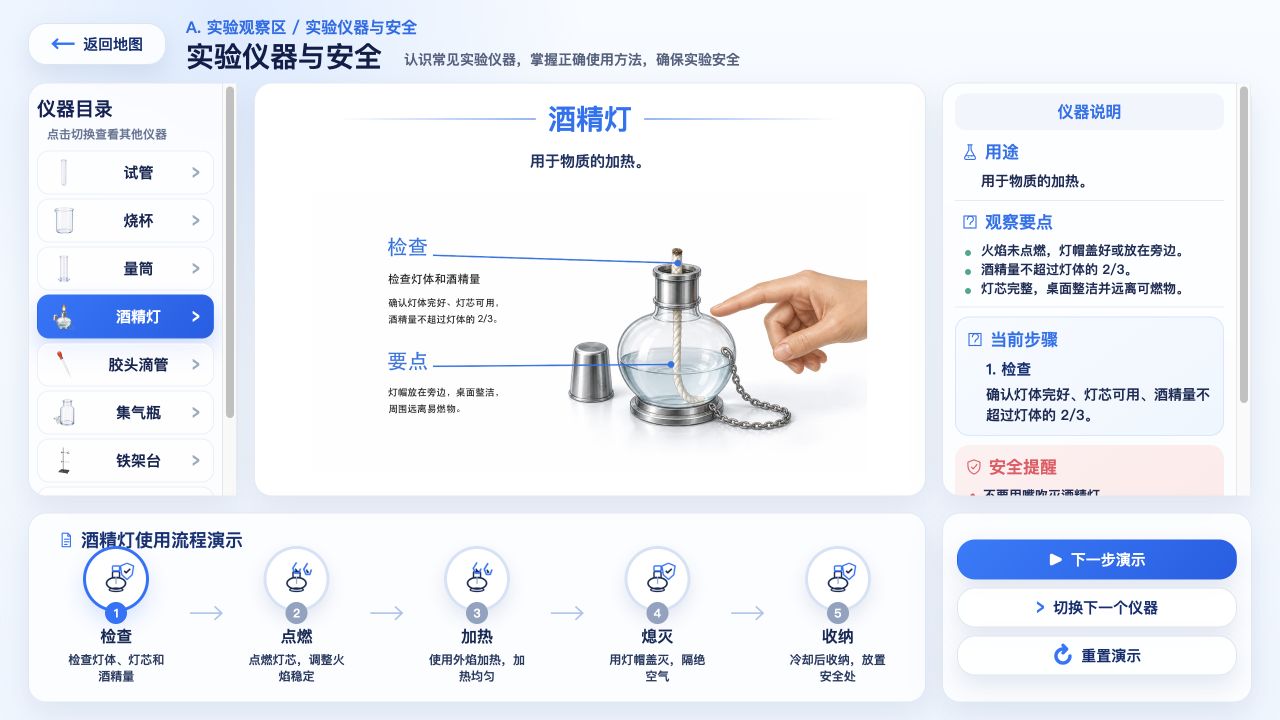 返回地图
A. 实验观察区 / 实验仪器与安全
实验仪器与安全
认识常见实验仪器，掌握正确使用方法，确保实验安全
仪器目录
点击切换查看其他仪器
试管
烧杯
量筒
酒精灯
胶头滴管
集气瓶
铁架台
酒精灯
用于物质的加热。
检查
检查灯体和酒精量
确认灯体完好、灯芯可用，
酒精量不超过灯体的 2/3。
要点
灯帽放在旁边，桌面整洁，
周围远离易燃物。
仪器说明
用途
用于物质的加热。
观察要点
火焰未点燃，灯帽盖好或放在旁边。
酒精量不超过灯体的 2/3。
灯芯完整，桌面整洁并远离可燃物。
当前步骤
1. 检查
确认灯体完好、灯芯可用、酒精量不
超过灯体的 2/3。
安全提醒
不要用嘴吹灭酒精灯
酒精灯使用流程演示
1
检查
检查灯体、灯芯和
酒精量
2
点燃
点燃灯芯，调整火
焰稳定
3
加热
使用外焰加热，加
热均匀
4
熄灭
用灯帽盖灭，隔绝
空气
5
收纳
冷却后收纳，放置
安全处
下一步演示
切换下一个仪器
重置演示